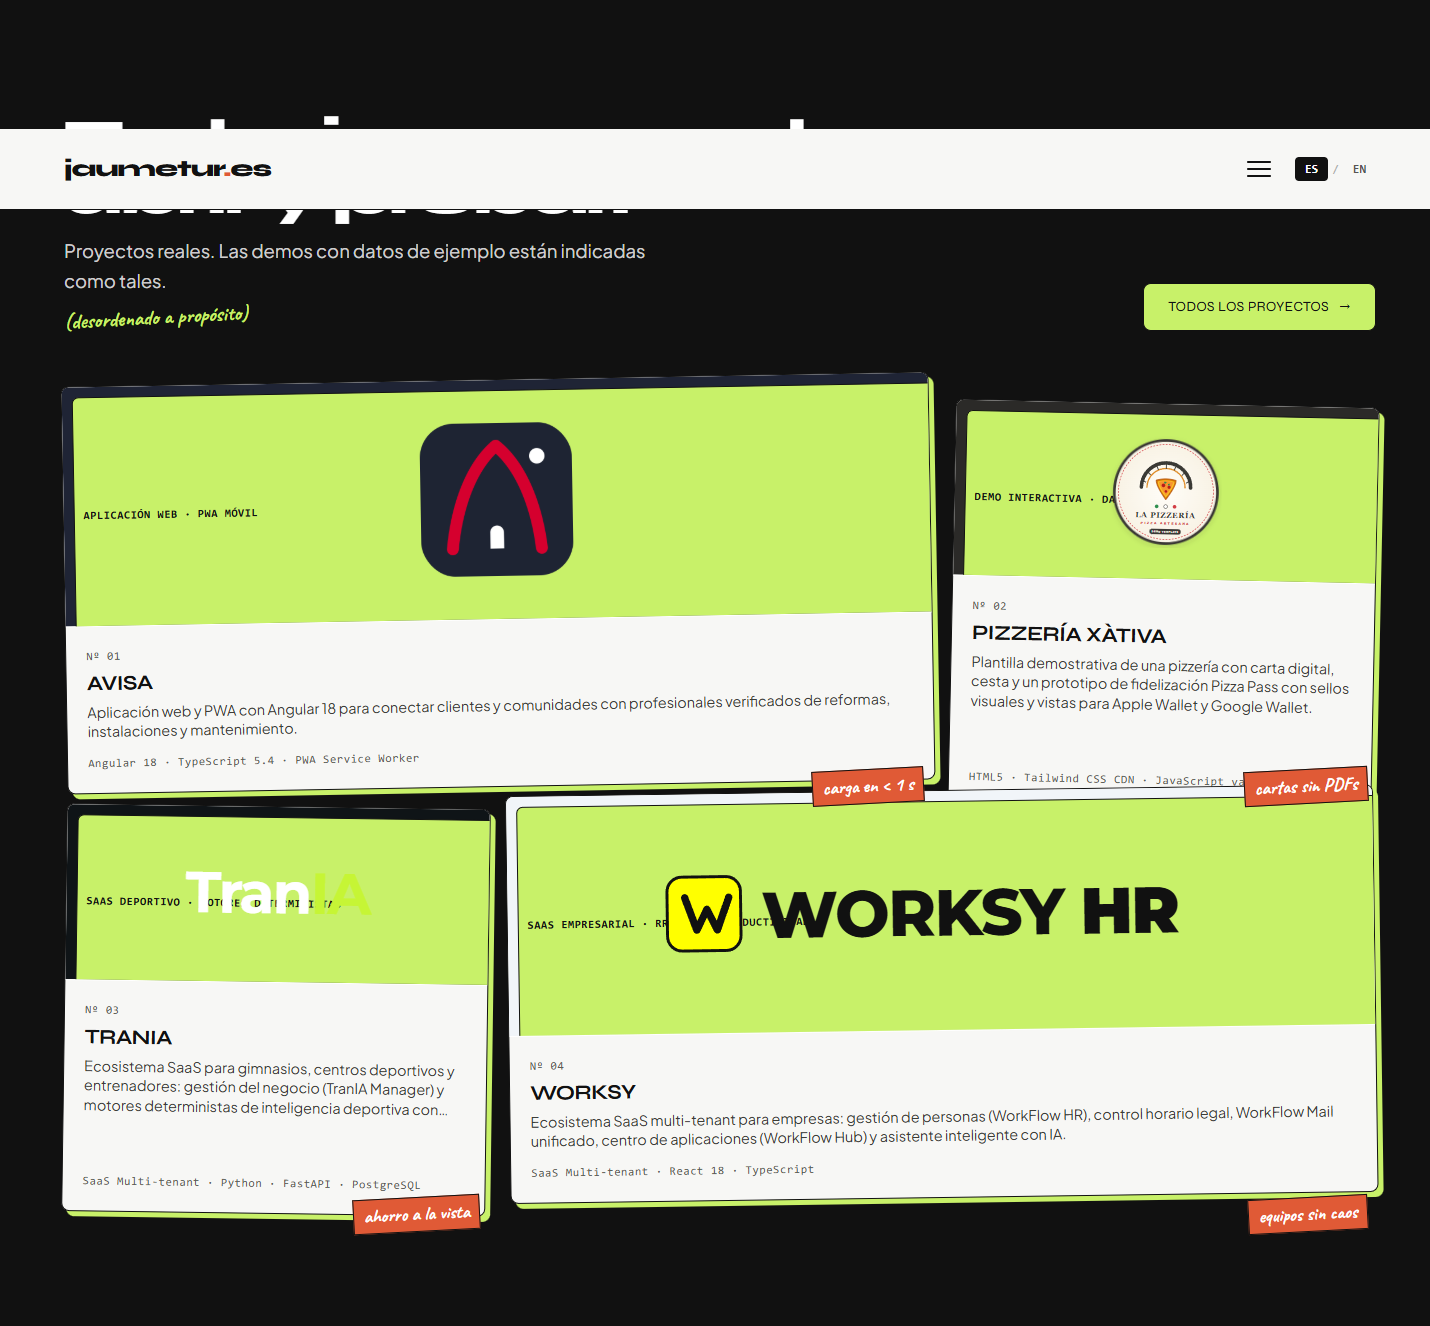 jaumetur.es
ES / EN
Proyectos reales. Las demos con datos de ejemplo están indicadas
como tales.
(desordenado a propósito)
TODOS LOS PROYECTOS →
APLICACIÓN WEB · PWA MÓVIL
Nº 01
AVISA
Aplicación web y PWA con Angular 18 para conectar clientes y comunidades con profesionales verificados de reformas,
instalaciones y mantenimiento.
Angular 18 · TypeScript 5.4 · PWA Service Worker
carga en < 1 s
DEMO INTERACTIVA · DA
LA PIZZERÍA
Nº 02
PIZZERÍA XÀTIVA
Plantilla demostrativa de una pizzería con carta digital,
cesta y un prototipo de fidelización Pizza Pass con sellos
visuales y vistas para Apple Wallet y Google Wallet.
HTML5 · Tailwind CSS CDN · JavaScript va
cartas sin PDFs
SAAS DEPORTIVO ·
TranIA
Nº 03
TRANIA
Ecosistema SaaS para gimnasios, centros deportivos y
entrenadores: gestión del negocio (TranIA Manager) y
motores deterministas de inteligencia deportiva con...
SaaS Multi-tenant · Python · FastAPI · PostgreSQL
ahorro a la vista
SAAS EMPRESARIAL · RR
W WORKSY HR
Nº 04
WORKSY
Ecosistema SaaS multi-tenant para empresas: gestión de personas (WorkFlow HR), control horario legal, WorkFlow Mail
unificado, centro de aplicaciones (WorkFlow Hub) y asistente inteligente con IA.
SaaS Multi-tenant · React 18 · TypeScript
equipos sin caos